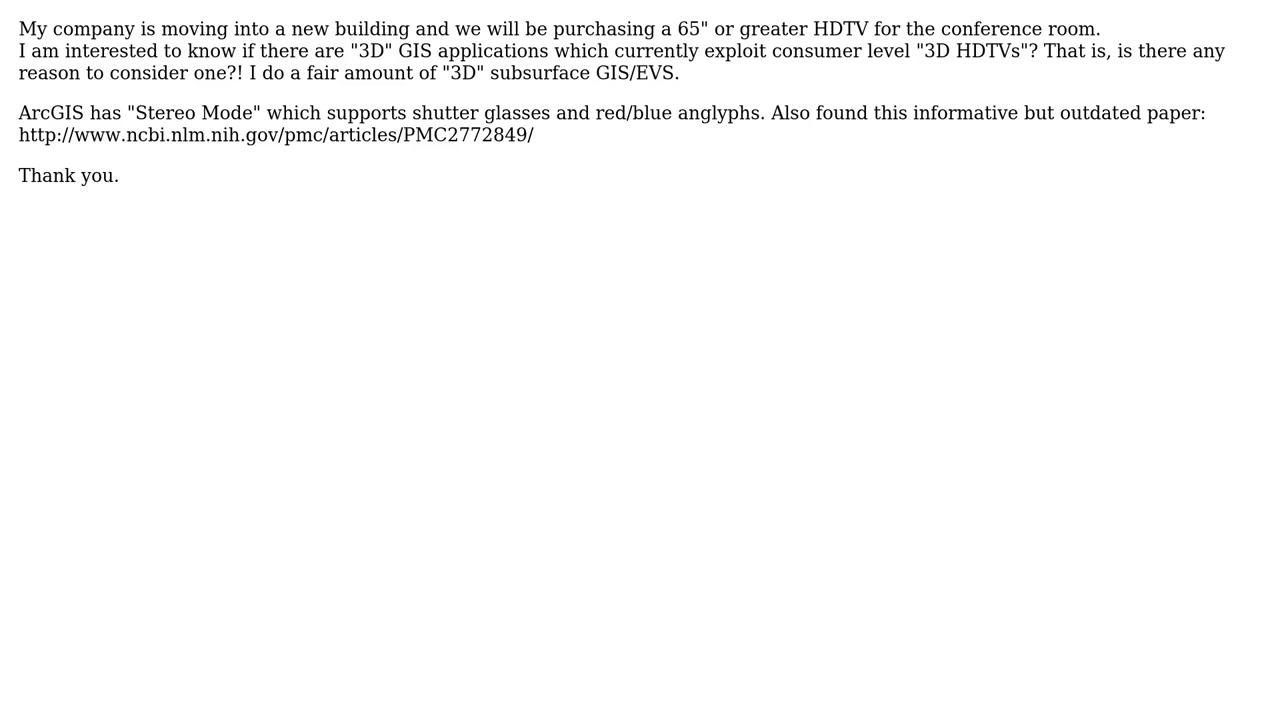 My company is moving into a new building and we will be purchasing a 65" or greater HDTV for the conference room.
I am interested to know if there are "3D" GIS applications which currently exploit consumer level "3D HDTVs"? That is, is there any
reason to consider one?! I do a fair amount of "3D" subsurface GIS/EVS.
ArcGIS has "Stereo Mode" which supports shutter glasses and red/blue anglyphs. Also found this informative but outdated paper:
http://www.ncbi.nlm.nih.gov/pmc/articles/PMC2772849/
Thank you.